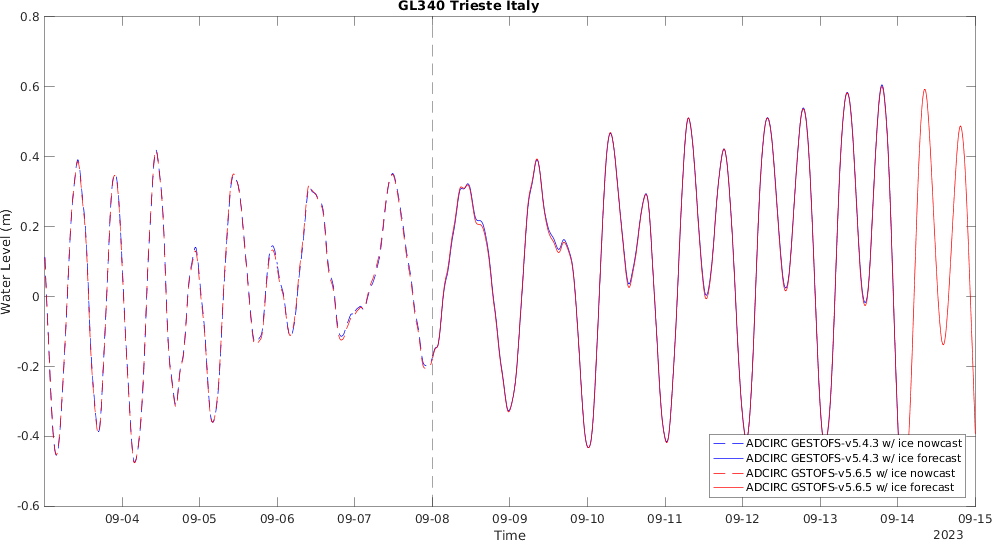 GL340 Trieste Italy
0.8
0.6
0.4
0.2
0
-0.2
-0.4
-0.6
Water Level (m)
ADCIRC GESTOFS-v5.4.3 w/ ice nowcast
ADCIRC GESTOFS-v5.4.3 w/ ice forecast
ADCIRC GSTOFS-v5.6.5 w/ ice nowcast
ADCIRC GSTOFS-v5.6.5 w/ ice forecast
09-04 09-05 09-06 09-07 09-08 09-09 09-10 09-11 09-12 09-13 09-14 09-15
Time
2023